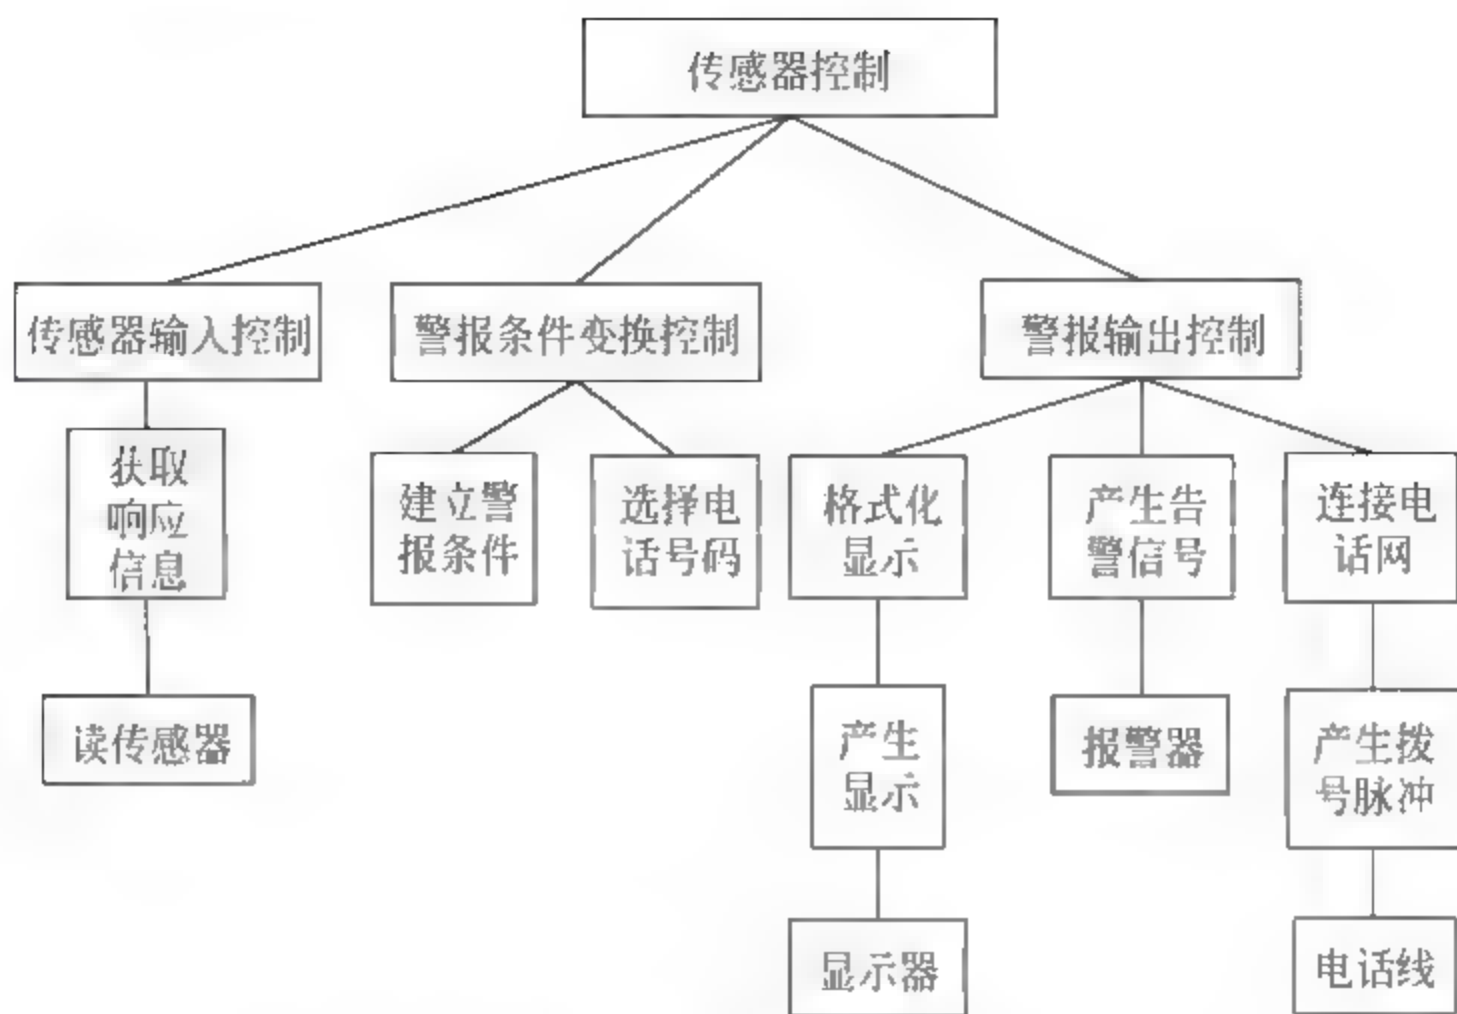 传感器控制
传感器输入控制
警报条件变换控制
警报输出控制
获取
响应
信息
建立警
报条件
选择电
话号码
格式化
显示
产生告
警信号
连接电
话网
读传感器
产生
显示
报警器
产生拨
号脉冲
显示器
电话线